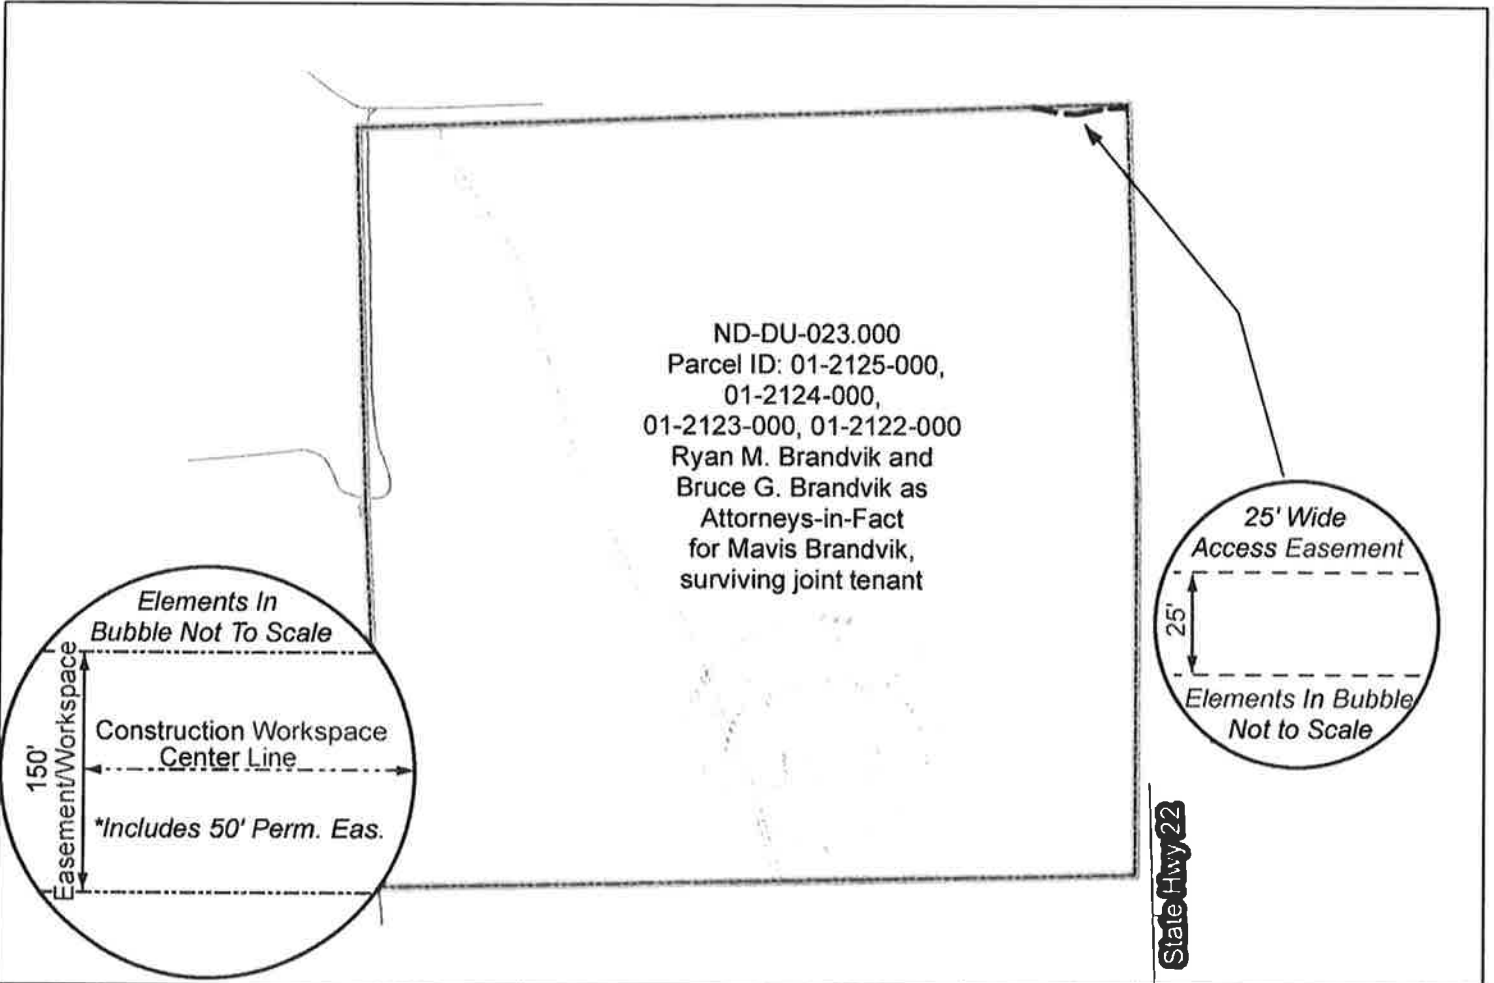 ND-DU-023.000
Parcel ID: 01-2125-000,
01-2124-000,
01-2123-000, 01-2122-000
Ryan M. Brandvik and
Bruce G. Brandvik as
Attorneys-in-Fact
for Mavis Brandvik,
surviving joint tenant
25' Wide
Access Easement
25'
Elements In Bubble
Not to Scale
Elements In
Bubble Not To Scale
150'
Easement/Workspace
Construction Workspace
Center Line
*Includes 50' Perm. Eas.
State Hwy 22